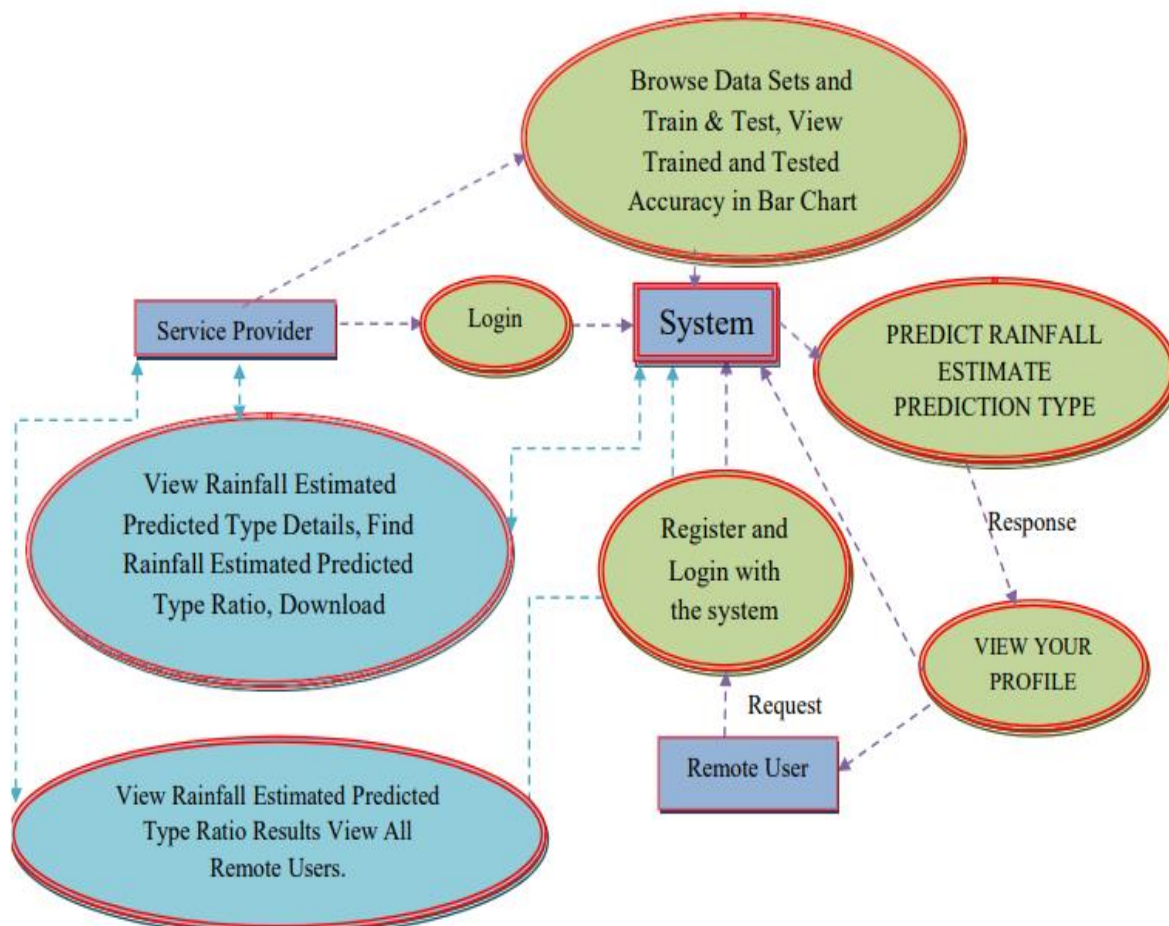 Browse Data Sets and
Train & Test, View
Trained and Tested
Accuracy in Bar Chart
Service Provider
Login
System
PREDICT RAINFALL
ESTIMATE
PREDICTION TYPE
View Rainfall Estimated
Predicted Type Details, Find
Rainfall Estimated Predicted
Type Ratio, Download
Register and
Login with
the system
Response
VIEW YOUR
PROFILE
Request
Remote User
View Rainfall Estimated Predicted
Type Ratio Results View All
Remote Users.